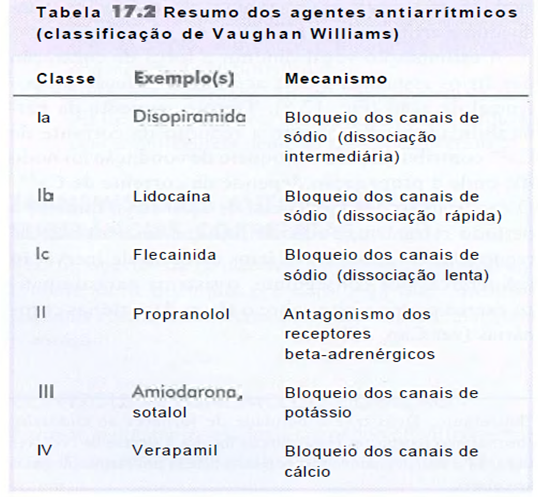 Tabela 17.2 Resumo dos agentes antiarrítmicos
(classificação de Vaughan Williams)
Classe Exemplo(s) Mecanismo
Ia Disopiramida Bloqueio dos canais de
sódio (dissociação
intermediária)
Ib Lidocaína Bloqueio dos canais de
sódio (dissociação rápida)
Ic Flecainida Bloqueio dos canais de
sódio (dissociação lenta)
II Propranolol Antagonismo dos
receptores
beta-adrenérgicos
III Amiodarona, Bloqueio dos canais de
sotalol potássio
IV Verapamil Bloqueio dos canais de
cálcio